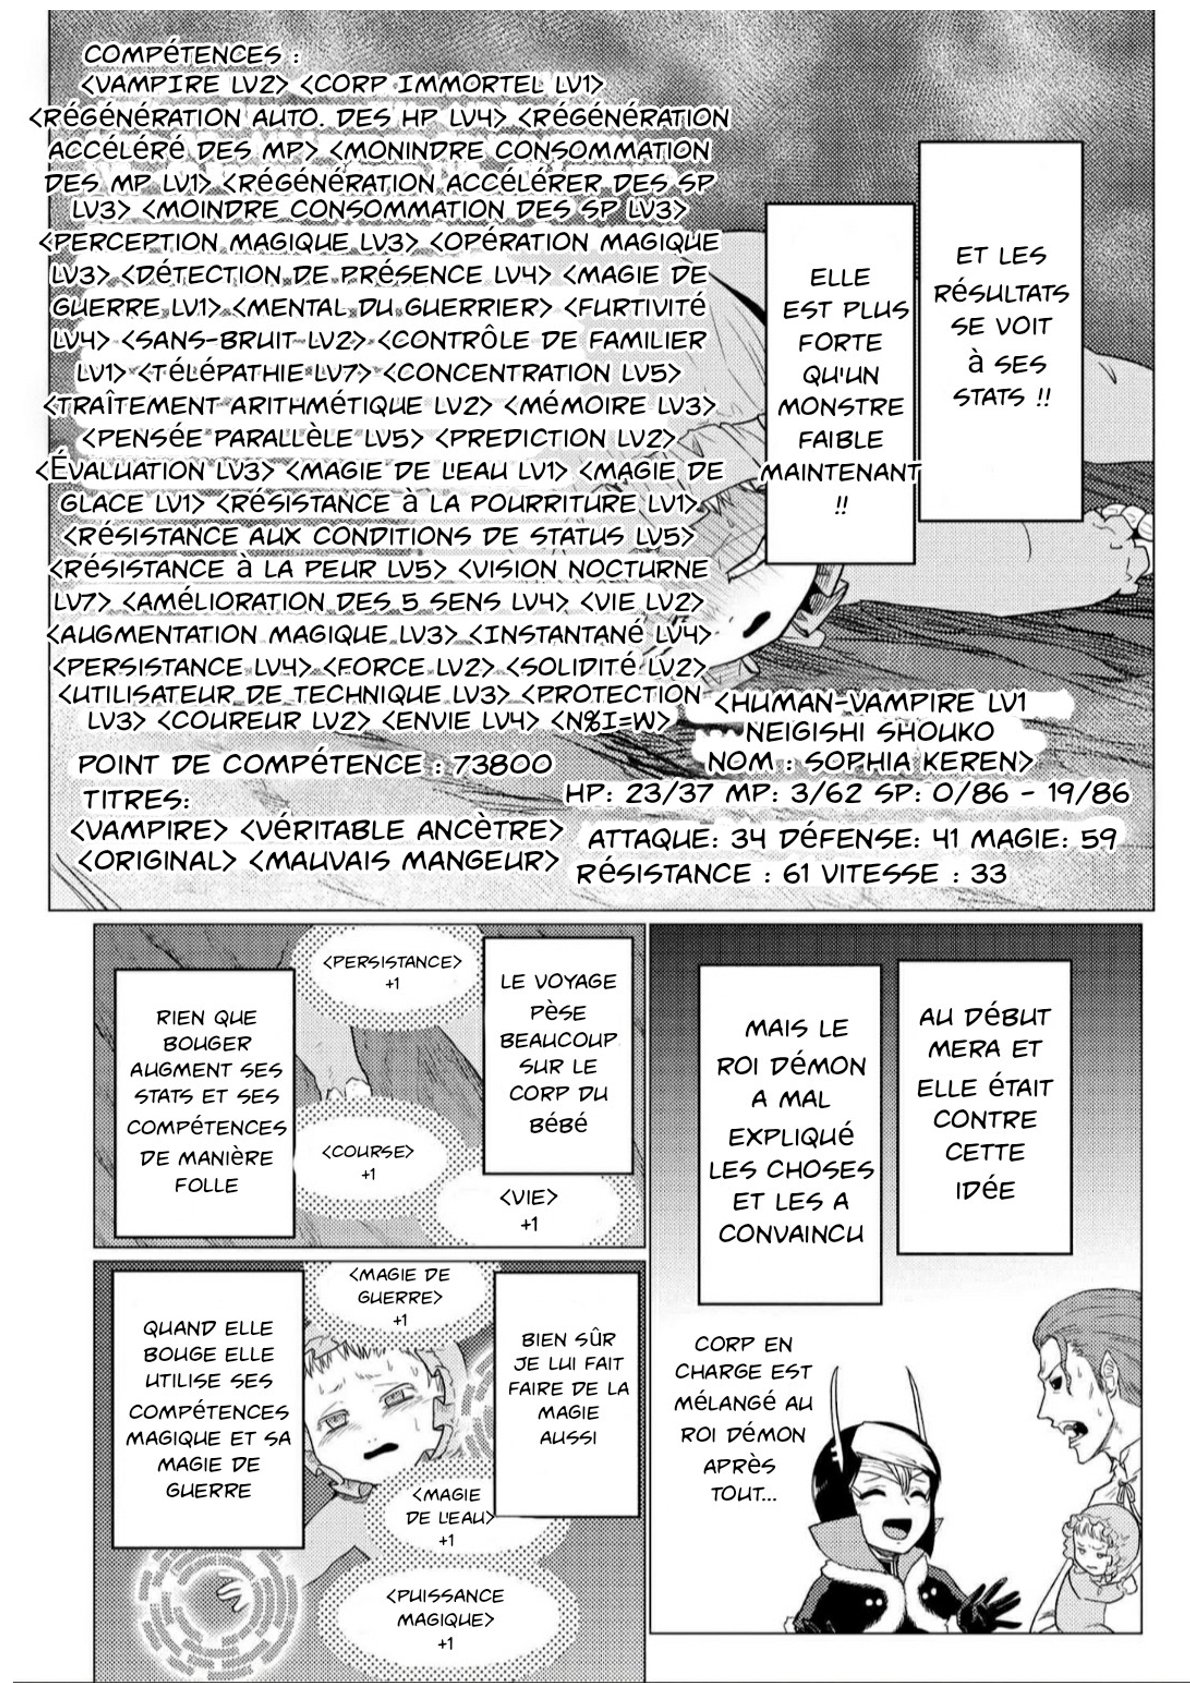 ET LES
RÉSULTATS
SE VOIT
À SES
STATS !!
ELLE
EST PLUS
FORTE
QU'UN
MONSTRE
FAIBLE
MAINTENANT
!!
COMPÉTENCES :
<VAMPIRE LV2> <CORP IMMORTEL LV1>
<RÉGÉNÉRATION AUTO. DES HP LV4> <RÉGÉNÉRATION
ACCÉLÉRÉ DES MP> <MONINDRE CONSOMMATION
DES MP LV1> <RÉGÉNÉRATION ACCÉLÉRER DES SP
LV3> <MOINDRE CONSOMMATION DES SP LV3>
<PERCEPTION MAGIQUE LV3> <OPÉRATION MAGIQUE
LV3> <DÉTECTION DE PRÉSENCE LV4> <MAGIE DE
GUERRE LV1> <MENTAL DU GUERRIER> <FURTIVITÉ
LV4> <SANS-BRUIT LV2> <CONTRÔLE DE FAMILIER
LV1> <TÉLÉPATHIE LV7> <CONCENTRATION LV5>
<TRAÎTEMENT ARITHMÉTIQUE LV2> <MÉMOIRE LV3>
<PENSÉE PARALLÈLE LV5> <PREDICTION LV2>
<ÉVALUATION LV3> <MAGIE DE L'EAU LV1> <MAGIE DE
GLACE LV1> <RÉSISTANCE À LA POURRITURE LV1>
<RÉSISTANCE AUX CONDITIONS DE STATUS LV5>
<RÉSISTANCE À LA PEUR LV5> <VISION NOCTURNE
LV7> <AMÉLIORATION DES 5 SENS LV4> <VIE LV2>
<AUGMENTATION MAGIQUE LV3> <INSTANTANÉ LV4>
<PERSISTANCE LV4> <FORCE LV2> <SOLIDITÉ LV2>
<UTILISATEUR DE TECHNIQUE LV3> <PROTECTION
LV3> <COUREUR LV2> <ENVIE LV4> <N%I=W>
POINT DE COMPÉTENCE : 73800
TITRES:
<VAMPIRE> <VÉRITABLE ANCÈTRE>
<ORIGINAL> <MAUVAIS MANGEUR>
<HUMAN-VAMPIRE LV1
NEIGISHI SHOUKO
NOM : SOPHIA KEREN>
HP: 23/37 MP: 3/62 SP: 0/86 - 19/86
ATTAQUE: 34 DÉFENSE: 41 MAGIE: 59
RÉSISTANCE : 61 VITESSE : 33
AU DÉBUT
MERA ET
ELLE ÉTAIT
CONTRE
CETTE
IDÉE
MAIS LE
ROI DÉMON
A MAL
EXPLIQUÉ
LES CHOSES
ET LES A
CONVAINCU
CORP EN
CHARGE EST
MÉLANGÉ AU
ROI DÉMON
APRÈS
TOUT...
LE VOYAGE
PÈSE
BEAUCOUP
SUR LE
CORP DU
BÉBÉ
<PERSISTANCE>
+1
<COURSE>
+1
<VIE>
+1
RIEN QUE
BOUGER
AUGMENT SES
STATS ET SES
COMPÉTENCES
DE MANIÈRE
FOLLE
BIEN SÛR
JE LUI FAIT
FAIRE DE LA
MAGIE
AUSSI
<MAGIE DE
GUERRE>
+1
<MAGIE
DE L'EAU>
+1
<PUISSANCE
MAGIQUE>
+1
QUAND ELLE
BOUGE ELLE
UTILISE SES
COMPÉTENCES
MAGIQUE ET SA
MAGIE DE
GUERRE